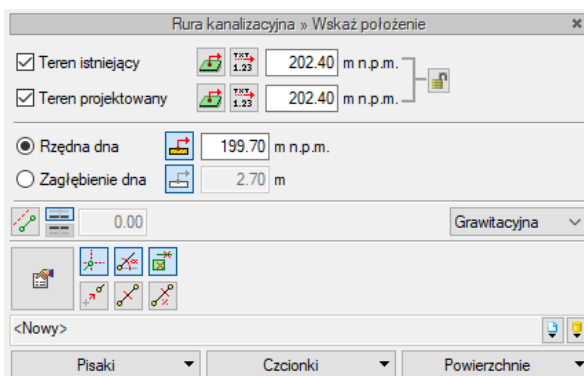 Rura kanalizacyjna » Wskaż położenie
Teren istniejący TXT 1.23 202.40 m n.p.m.
Teren projektowany TXT 1.23 202.40 m n.p.m.
Rzędna dna 199.70 m n.p.m.
Zagłębienie dna 2.70 m
0.00 Grawitacyjna
<Nowy>
Pisaki Czcionki Powierzchnie